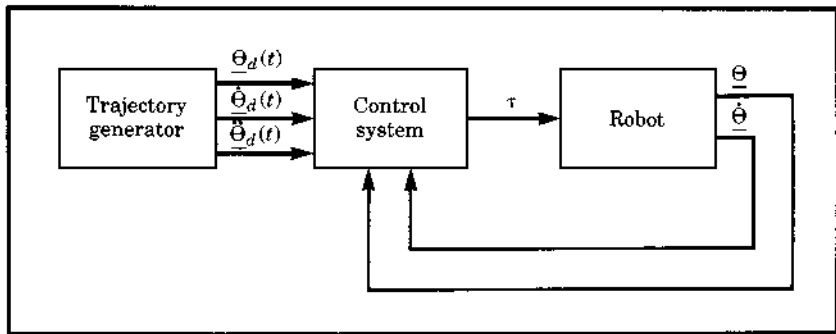 Θ_d(t)
Θ̇_d(t)
Θ̈_d(t)
Trajectory
generator
Control
system
τ
Robot
Θ
Θ̇